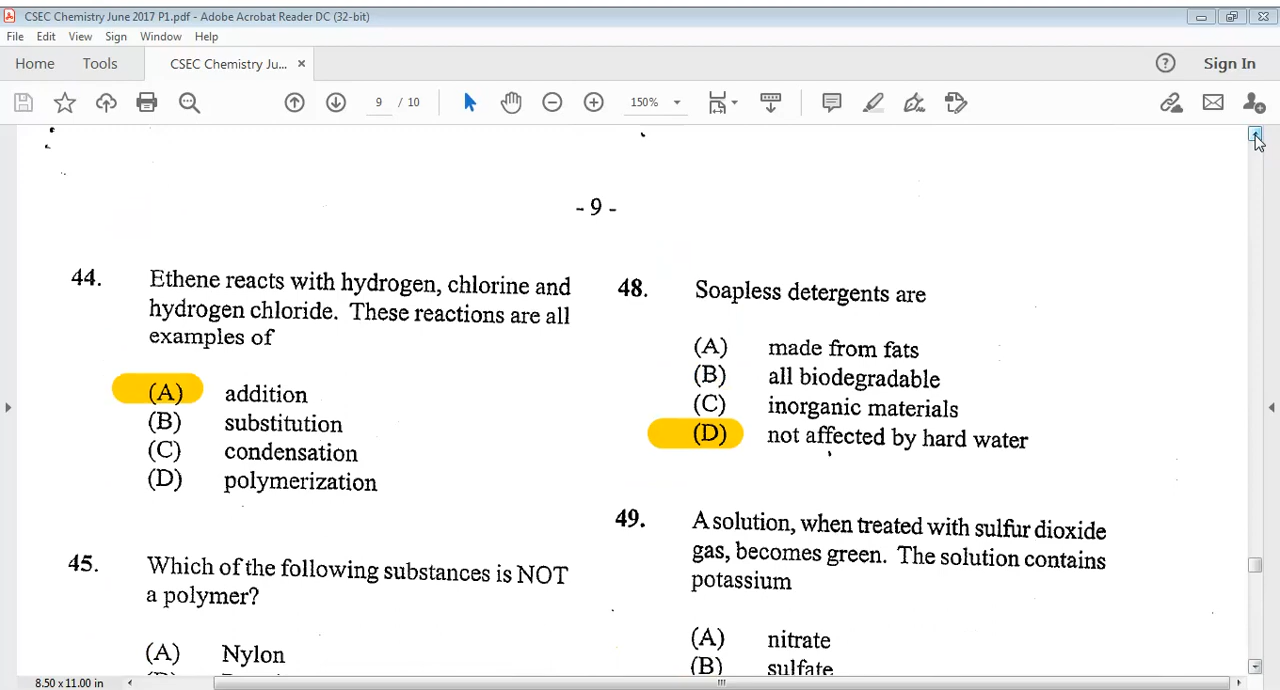 CSEC Chemistry June 2017 P1.pdf - Adobe Acrobat Reader DC (32-bit)
File Edit View Sign Window Help
Home Tools CSEC Chemistry Ju... × Sign In
9 / 10 150%
- 9 -
44. Ethene reacts with hydrogen, chlorine and
hydrogen chloride. These reactions are all
examples of
(A) addition
(B) substitution
(C) condensation
(D) polymerization
45. Which of the following substances is NOT
a polymer?
(A) Nylon
48. Soapless detergents are
(A) made from fats
(B) all biodegradable
(C) inorganic materials
(D) not affected by hard water
49. A solution, when treated with sulfur dioxide
gas, becomes green. The solution contains
potassium
(A) nitrate
(B) sulfate
8.50 x 11.00 in